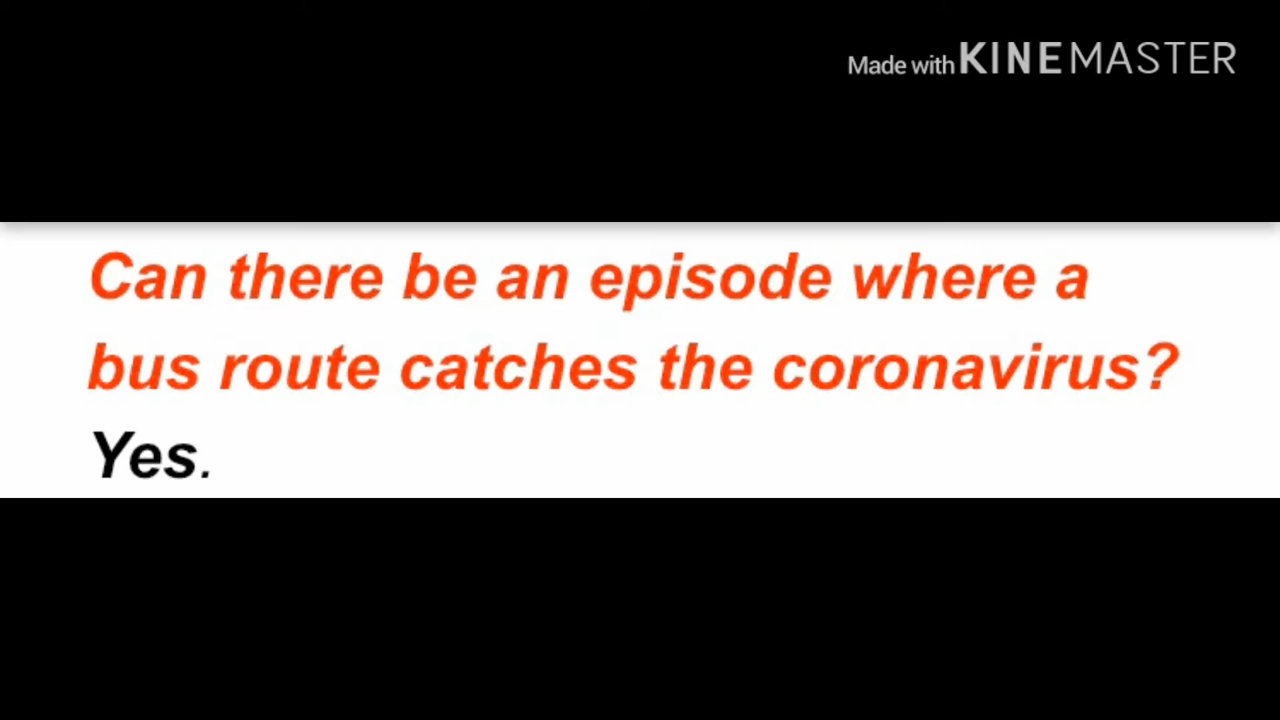 Made with KINEMASTER
Can there be an episode where a
bus route catches the coronavirus?
Yes.